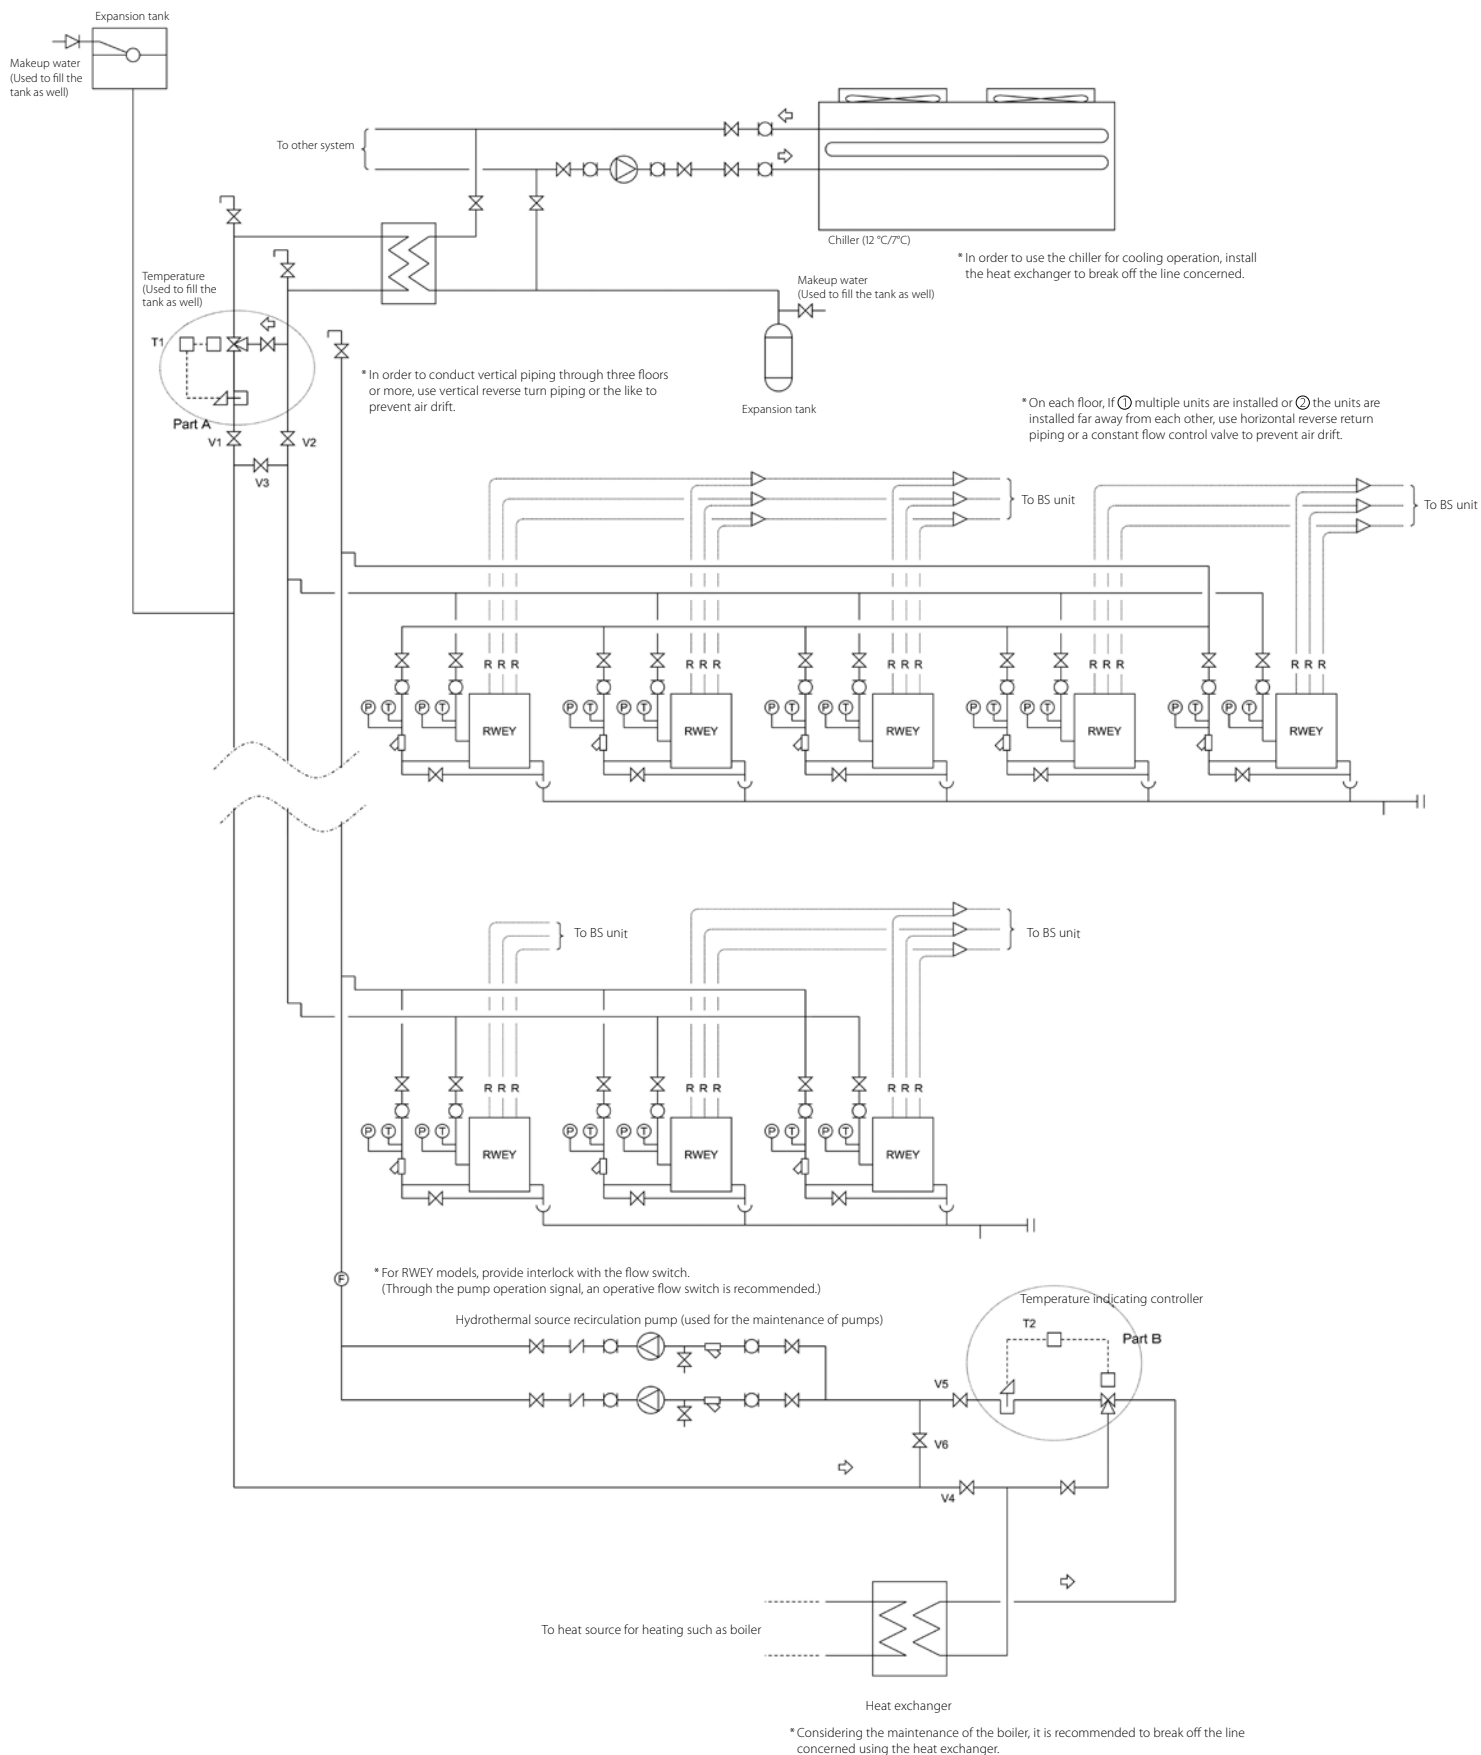 Expansion tank
Makeup water
(Used to fill the
tank as well)
To other system
Chiller (12 °C/7°C)
* In order to use the chiller for cooling operation, install
the heat exchanger to break off the line concerned.
Temperature
(Used to fill the
tank as well)
Makeup water
(Used to fill the tank as well)
T1
* In order to conduct vertical piping through three floors
or more, use vertical reverse turn piping or the like to
prevent air drift.
Expansion tank
* On each floor, If ① multiple units are installed or ② the units are
installed far away from each other, use horizontal reverse return
piping or a constant flow control valve to prevent air drift.
Part A
V1
V2
V3
To BS unit
To BS unit
R R R
R R R
R R R
R R R
R R R
P T P T
P T P T
P T P T
P T P T
P T P T
RWEY
RWEY
RWEY
RWEY
RWEY
To BS unit
To BS unit
R R R
R R R
R R R
P T P T
P T P T
P T P T
RWEY
RWEY
RWEY
F
* For RWEY models, provide interlock with the flow switch.
(Through the pump operation signal, an operative flow switch is recommended.)
Hydrothermal source recirculation pump (used for the maintenance of pumps)
Temperature indicating controller
T2
Part B
V5
V6
V4
To heat source for heating such as boiler
Heat exchanger
* Considering the maintenance of the boiler, it is recommended to break off the line
concerned using the heat exchanger.